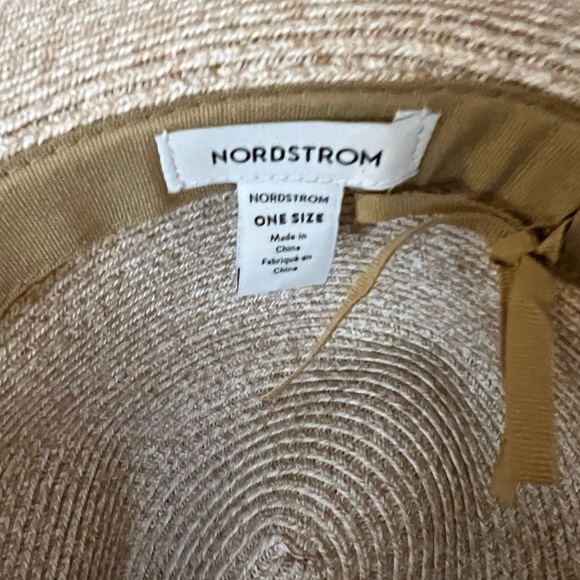 NORDSTROM
NORDSTROM
ONE SIZE
Made in
China
Fabriqué en
Chine